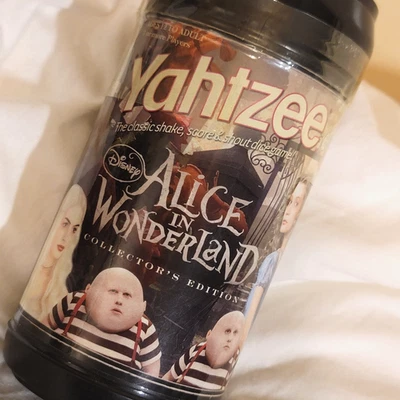 Yahtzee
The classic shake, score & shout dice game!
Disney
ALICE
IN
WONDERLAND
COLLECTOR'S EDITION